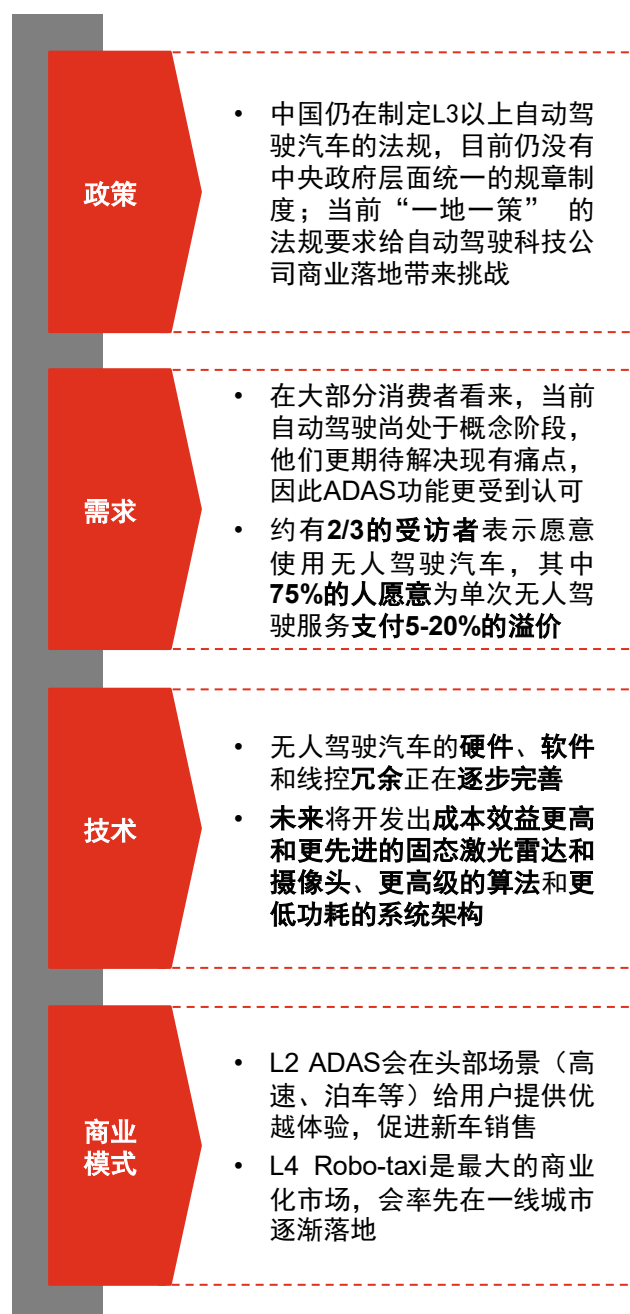 政策
• 中国仍在制定L3以上自动驾
驶汽车的法规，目前仍没有
中央政府层面统一的规章制
度；当前“一地一策” 的
法规要求给自动驾驶科技公
司商业落地带来挑战
需求
• 在大部分消费者看来，当前
自动驾驶尚处于概念阶段，
他们更期待解决现有痛点，
因此ADAS功能更受到认可
• 约有2/3的受访者表示愿意
使用无人驾驶汽车，其中
75%的人愿意为单次无人驾
驶服务支付5-20%的溢价
技术
• 无人驾驶汽车的硬件、软件
和线控冗余正在逐步完善
• 未来将开发出成本效益更高
和更先进的固态激光雷达和
摄像头、更高级的算法和更
低功耗的系统架构
商业
模式
• L2 ADAS会在头部场景（高
速、泊车等）给用户提供优
越体验，促进新车销售
• L4 Robo-taxi是最大的商业
化市场，会率先在一线城市
逐渐落地